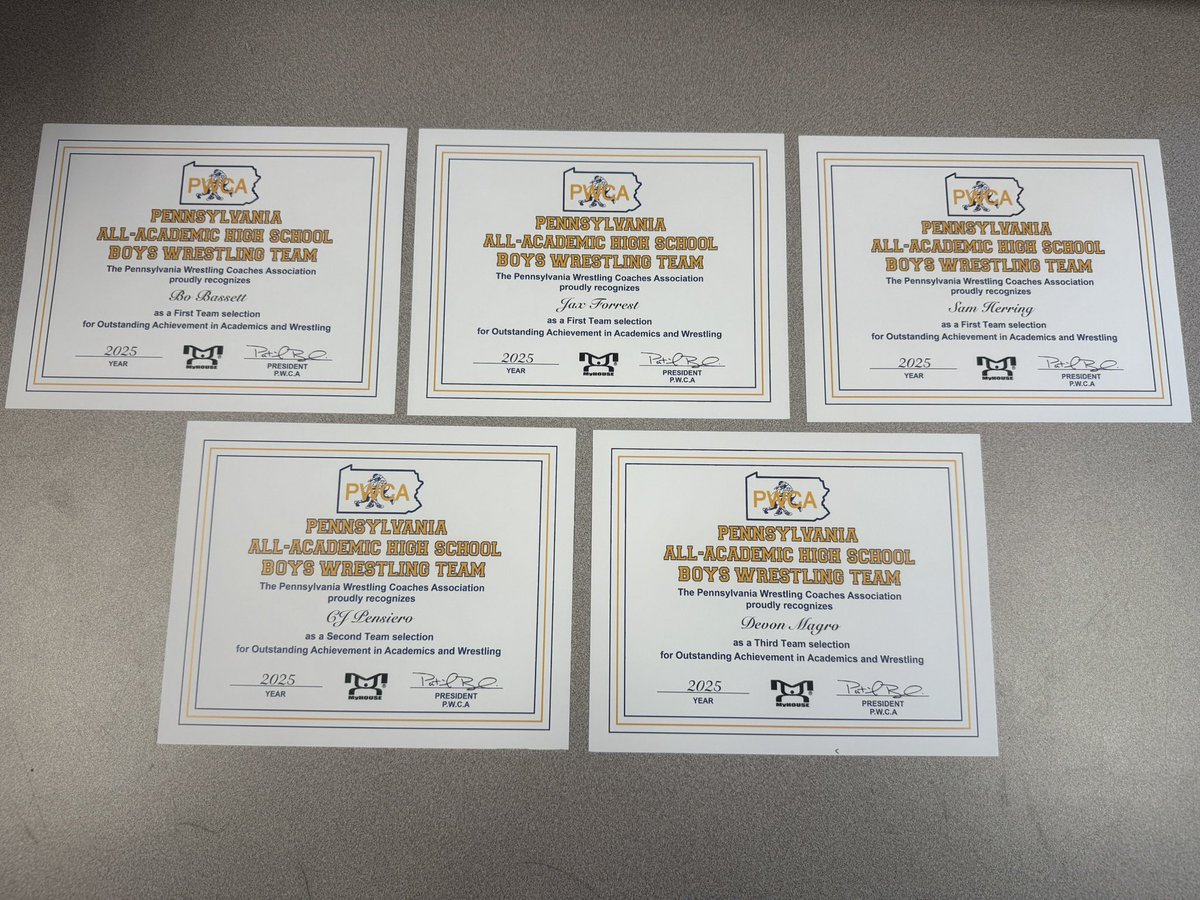 PWCA
PENNSYLVANIA
ALL-ACADEMIC HIGH SCHOOL
BOYS WRESTLING TEAM
The Pennsylvania Wrestling Coaches Association
proudly recognizes
Bo Bassett
as a First Team selection
for Outstanding Achievement in Academics and Wrestling
2025
YEAR
MyHOUSE
PRESIDENT
P.W.C.A
PWCA
PENNSYLVANIA
ALL-ACADEMIC HIGH SCHOOL
BOYS WRESTLING TEAM
The Pennsylvania Wrestling Coaches Association
proudly recognizes
Jax Forrest
as a First Team selection
for Outstanding Achievement in Academics and Wrestling
2025
YEAR
MyHOUSE
PRESIDENT
P.W.C.A
PWCA
PENNSYLVANIA
ALL-ACADEMIC HIGH SCHOOL
BOYS WRESTLING TEAM
The Pennsylvania Wrestling Coaches Association
proudly recognizes
Sam Herring
as a First Team selection
for Outstanding Achievement in Academics and Wrestling
2025
YEAR
MyHOUSE
PRESIDENT
P.W.C.A
PWCA
PENNSYLVANIA
ALL-ACADEMIC HIGH SCHOOL
BOYS WRESTLING TEAM
The Pennsylvania Wrestling Coaches Association
proudly recognizes
CJ Pensiero
as a Second Team selection
for Outstanding Achievement in Academics and Wrestling
2025
YEAR
MyHOUSE
PRESIDENT
P.W.C.A
PWCA
PENNSYLVANIA
ALL-ACADEMIC HIGH SCHOOL
BOYS WRESTLING TEAM
The Pennsylvania Wrestling Coaches Association
proudly recognizes
Devon Magro
as a Third Team selection
for Outstanding Achievement in Academics and Wrestling
2025
YEAR
MyHOUSE
PRESIDENT
P.W.C.A